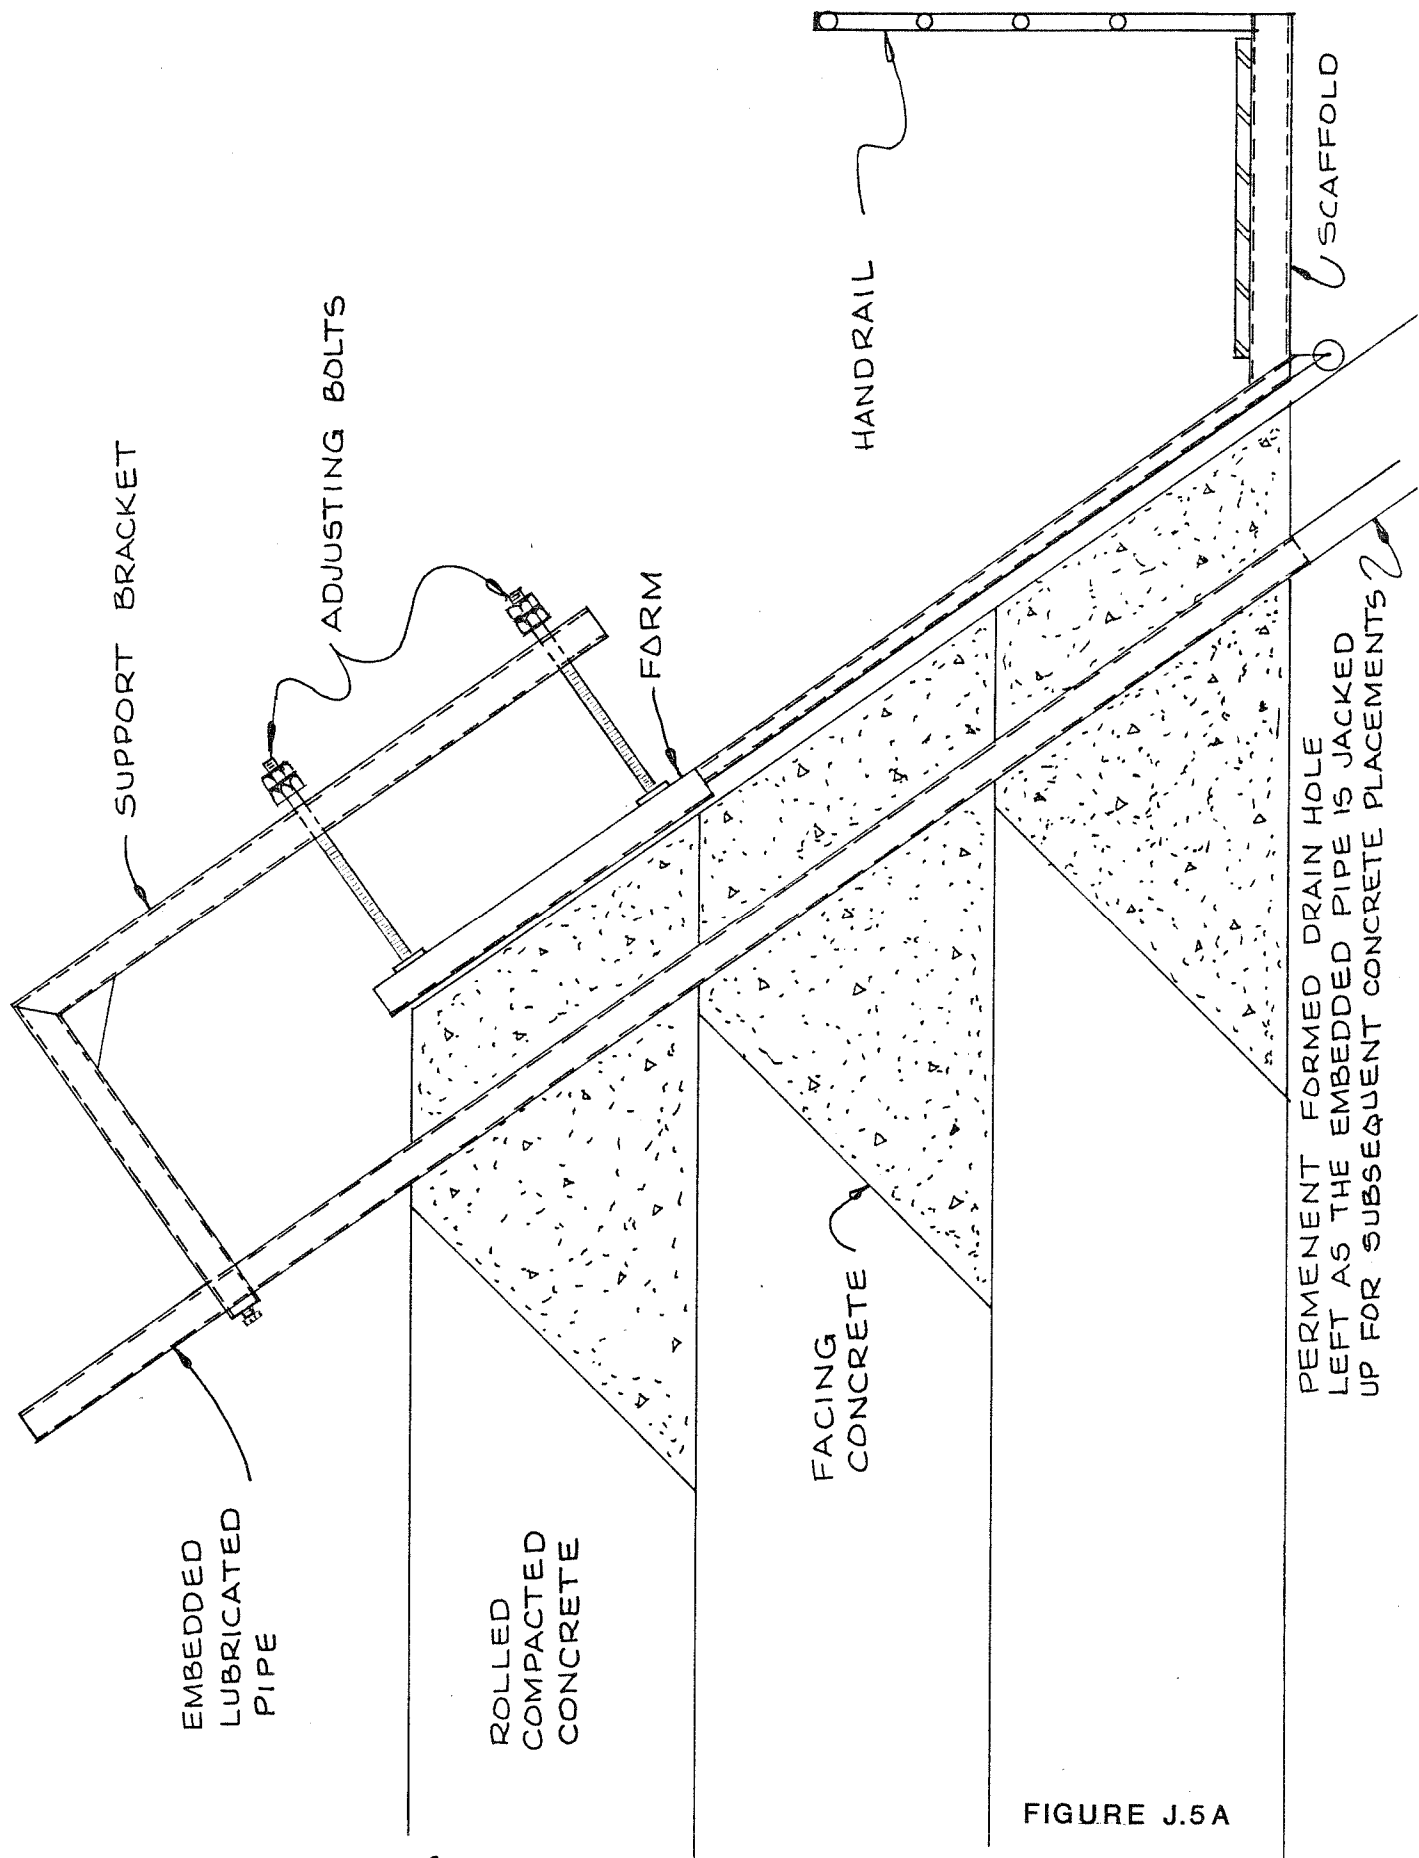 SUPPORT BRACKET
ADJUSTING BOLTS
FORM
HANDRAIL
SCAFFOLD
EMBEDDED
LUBRICATED
PIPE
ROLLED
COMPACTED
CONCRETE
FACING
CONCRETE
PERMENENT FORMED DRAIN HOLE
LEFT AS THE EMBEDDED PIPE IS JACKED
UP FOR SUBSEQUENT CONCRETE PLACEMENTS
FIGURE J.5A